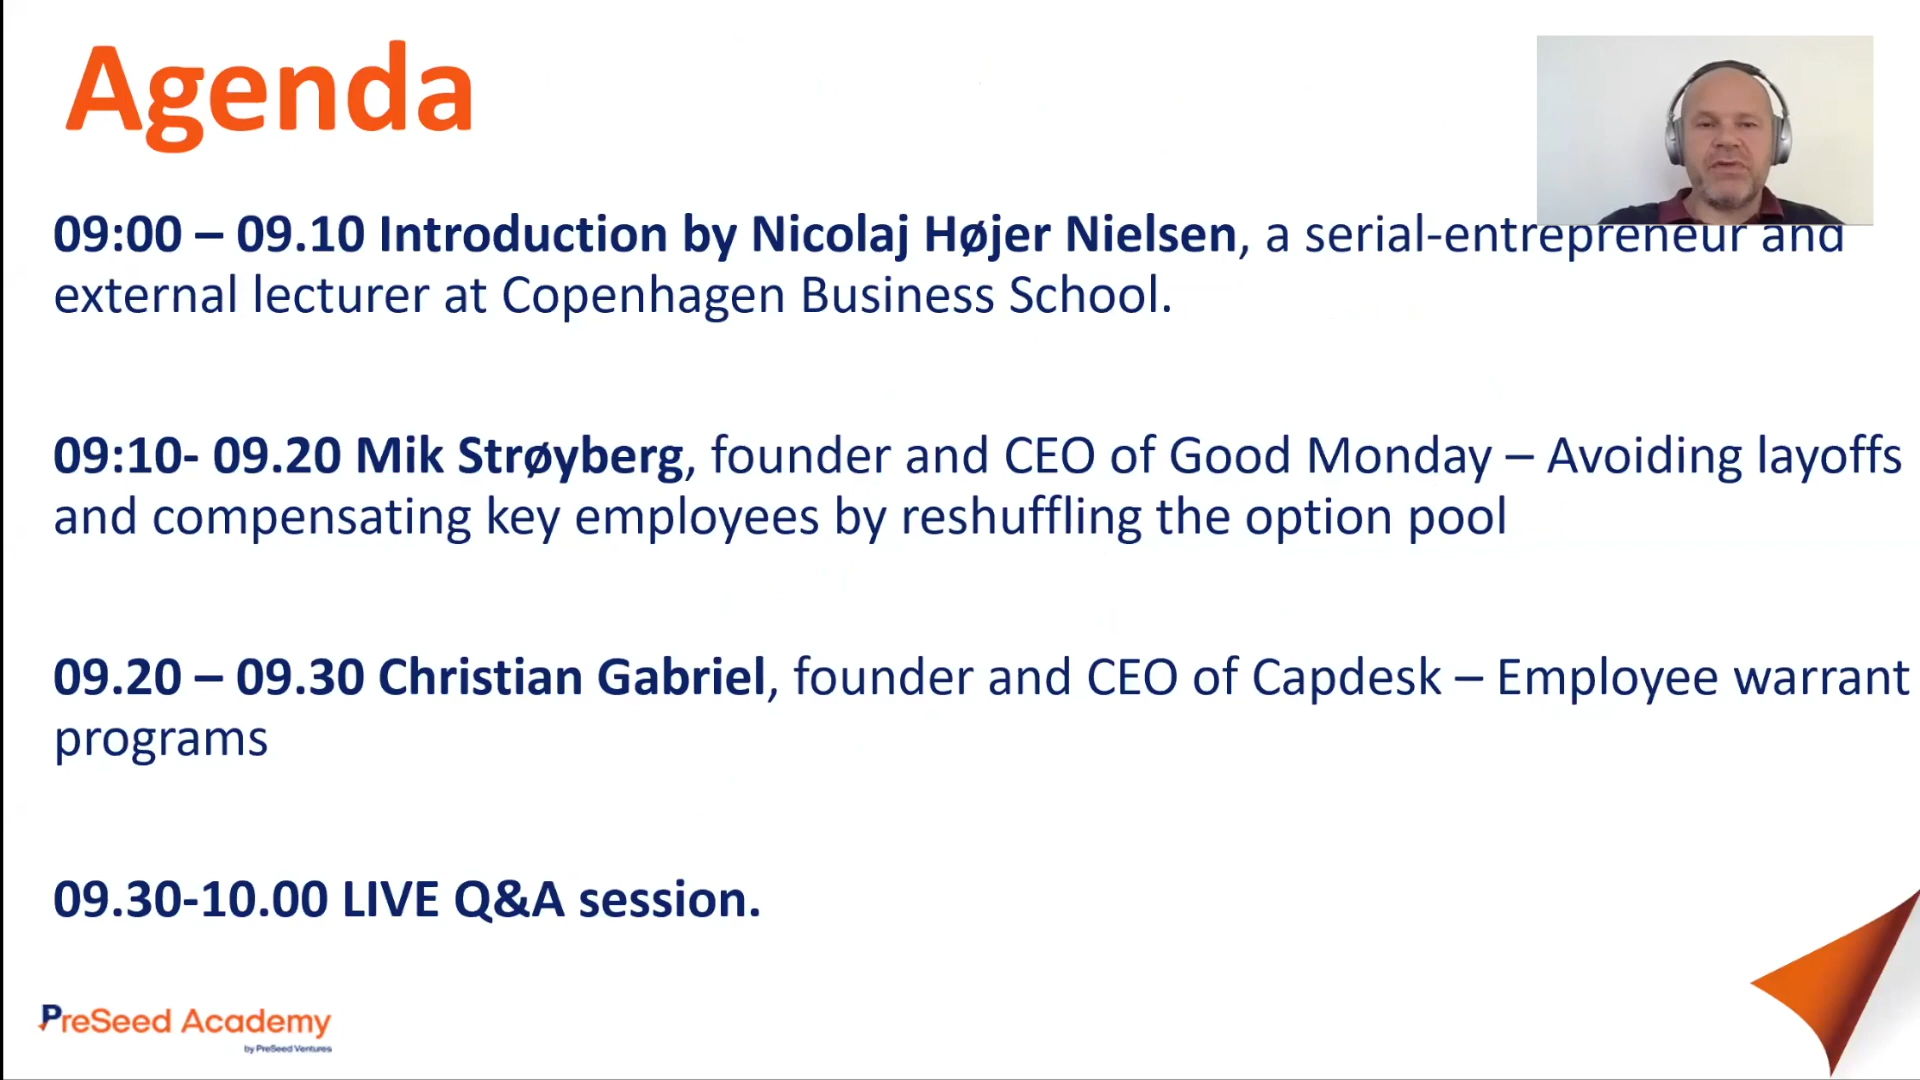 Agenda
09:00 – 09.10 Introduction by Nicolaj Højer Nielsen, a serial-entrepreneur and
external lecturer at Copenhagen Business School.
09:10- 09.20 Mik Strøyberg, founder and CEO of Good Monday – Avoiding layoffs
and compensating key employees by reshuffling the option pool
09.20 – 09.30 Christian Gabriel, founder and CEO of Capdesk – Employee warrant
programs
09.30-10.00 LIVE Q&A session.
PreSeed Academy
by PreSeed Ventures